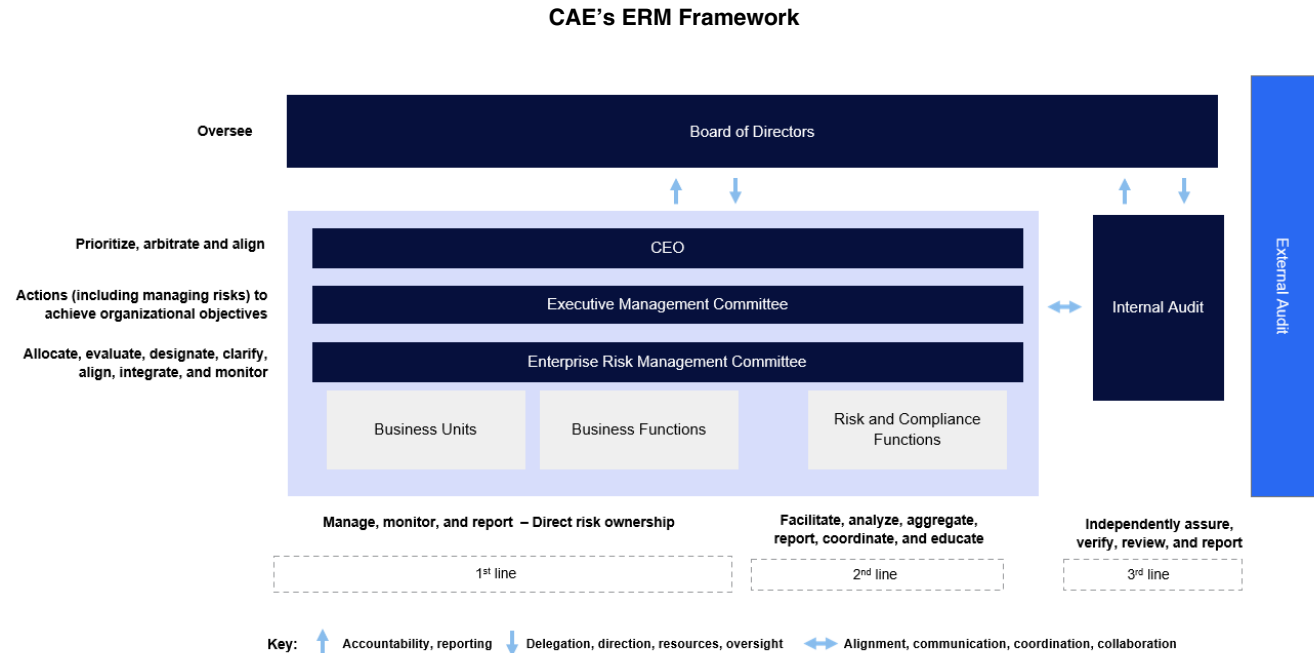 CAE’s ERM Framework
Oversee
Board of Directors
Prioritize, arbitrate and align
CEO
Actions (including managing risks) to
achieve organizational objectives
Executive Management Committee
Internal Audit
External Audit
Allocate, evaluate, designate, clarify,
align, integrate, and monitor
Enterprise Risk Management Committee
Business Units
Business Functions
Risk and Compliance
Functions
Manage, monitor, and report – Direct risk ownership
Facilitate, analyze, aggregate,
report, coordinate, and educate
Independently assure,
verify, review, and report
1st line
2nd line
3rd line
Key:
Accountability, reporting
Delegation, direction, resources, oversight
Alignment, communication, coordination, collaboration